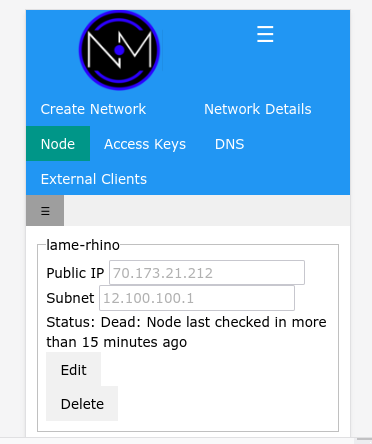 NM
☰
Create Network Network Details
Node Access Keys DNS
External Clients
☰
lame-rhino
Public IP 70.173.21.212
Subnet 12.100.100.1
Status: Dead: Node last checked in more
than 15 minutes ago
Edit
Delete